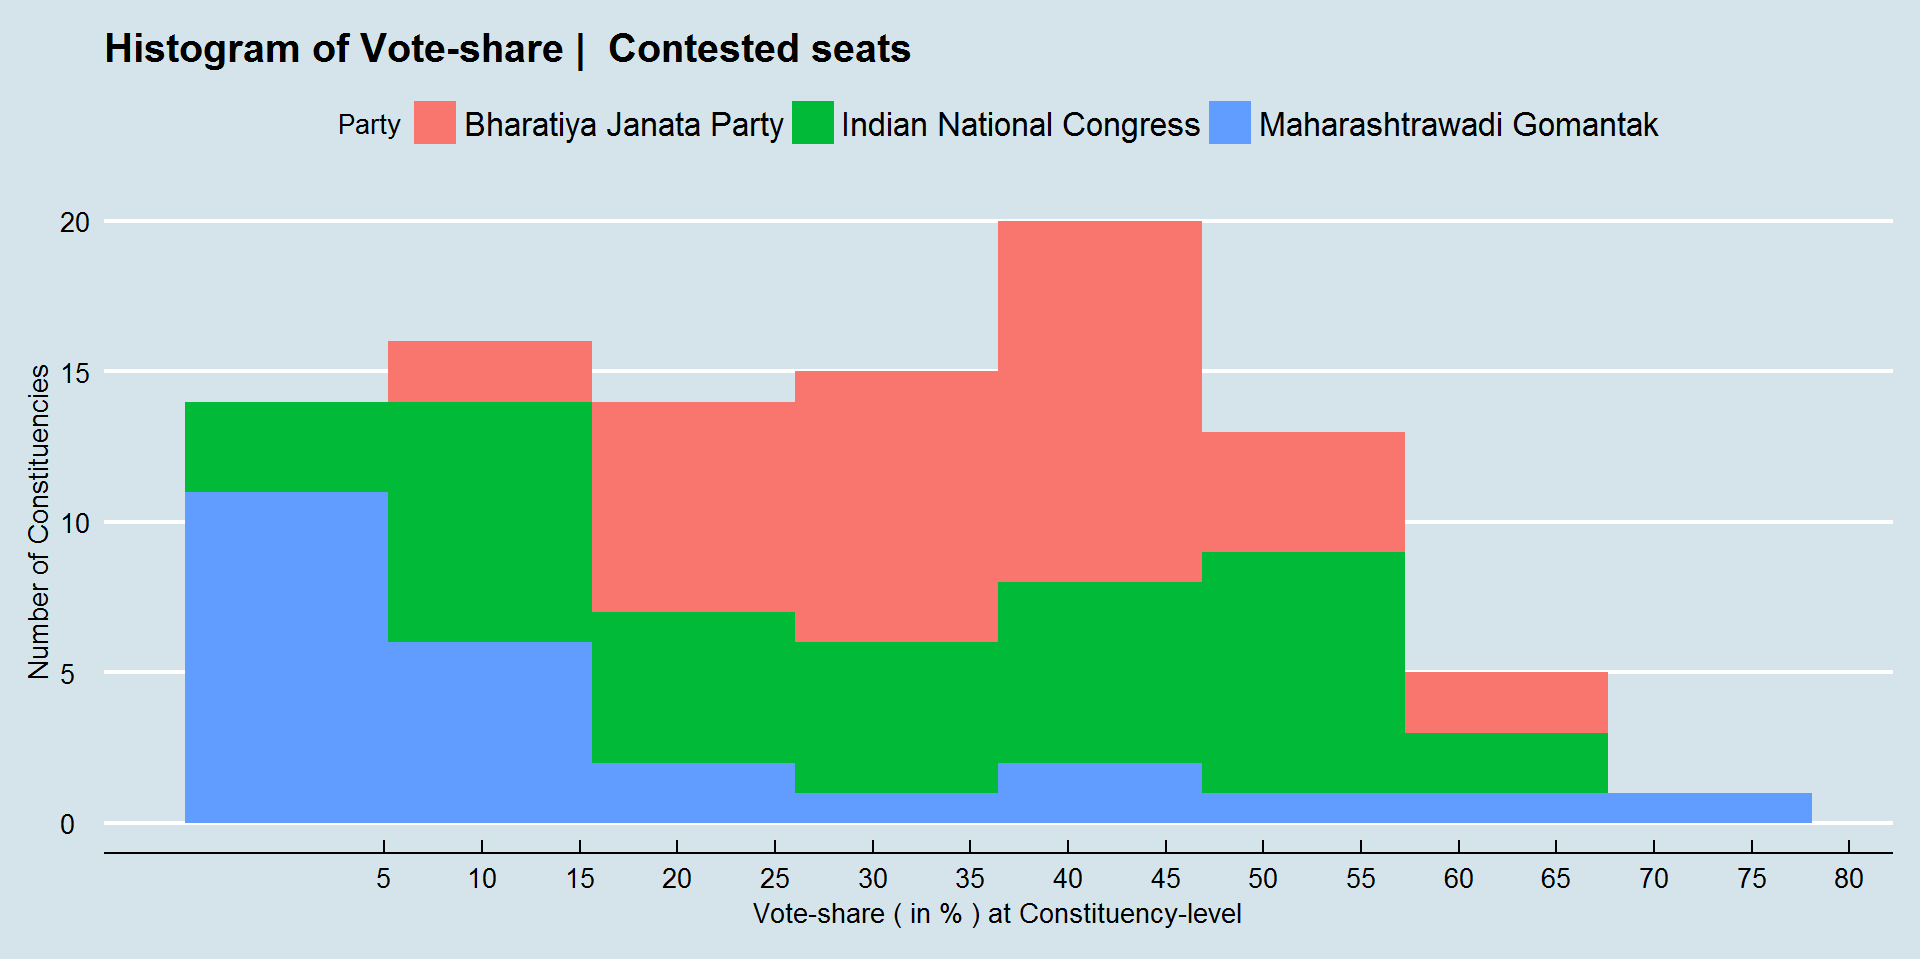 Histogram of Vote-share |  Contested seats
Party Bharatiya Janata Party Indian National Congress Maharashtrawadi Gomantak
Number of Constituencies
20
15
10
5
0
5 10 15 20 25 30 35 40 45 50 55 60 65 70 75 80
Vote-share ( in % ) at Constituency-level